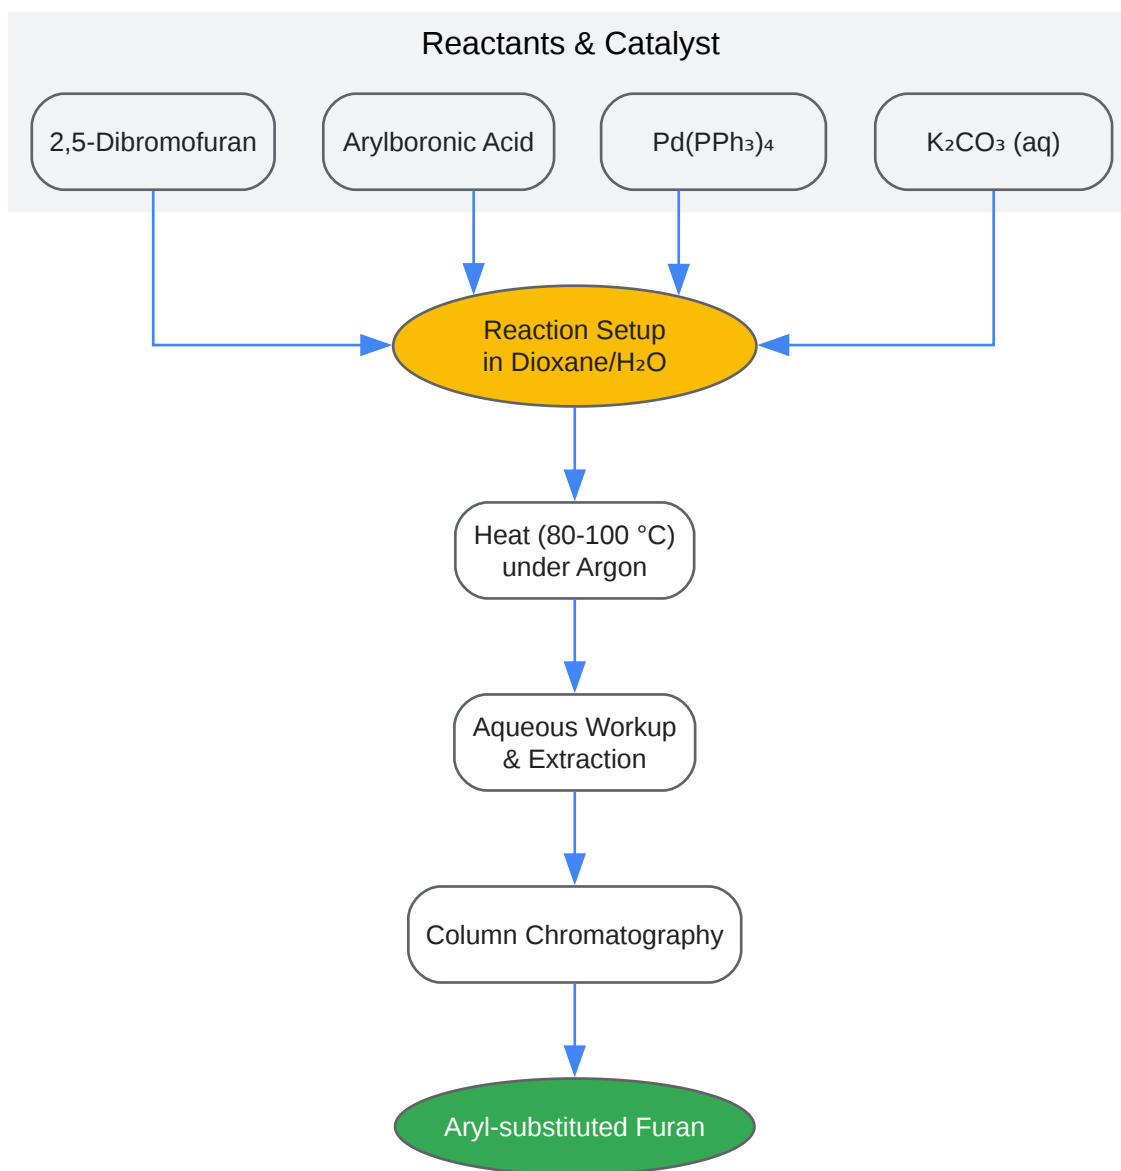 Reactants & Catalyst
2,5-Dibromofuran
Arylboronic Acid
Pd(PPh₃)₄
K₂CO₃ (aq)
Reaction Setup
in Dioxane/H₂O
Heat (80-100 °C)
under Argon
Aqueous Workup
& Extraction
Column Chromatography
Aryl-substituted Furan